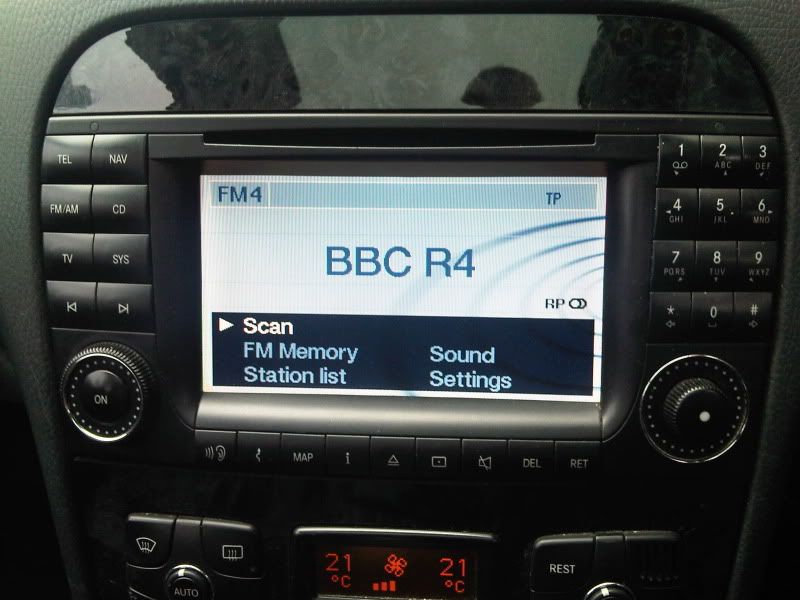 TEL NAV
FM/AM CD
TV SYS
ON
FM4 TP
BBC R4
RP
Scan
FM Memory Sound
Station list Settings
1 2 ABC 3 DEF
4 GHI 5 JKL 6 MNO
7 PQRS 8 TUV 9 WXYZ
* 0 #
MAP i DEL RET
21 °C 21 °C
AUTO REST